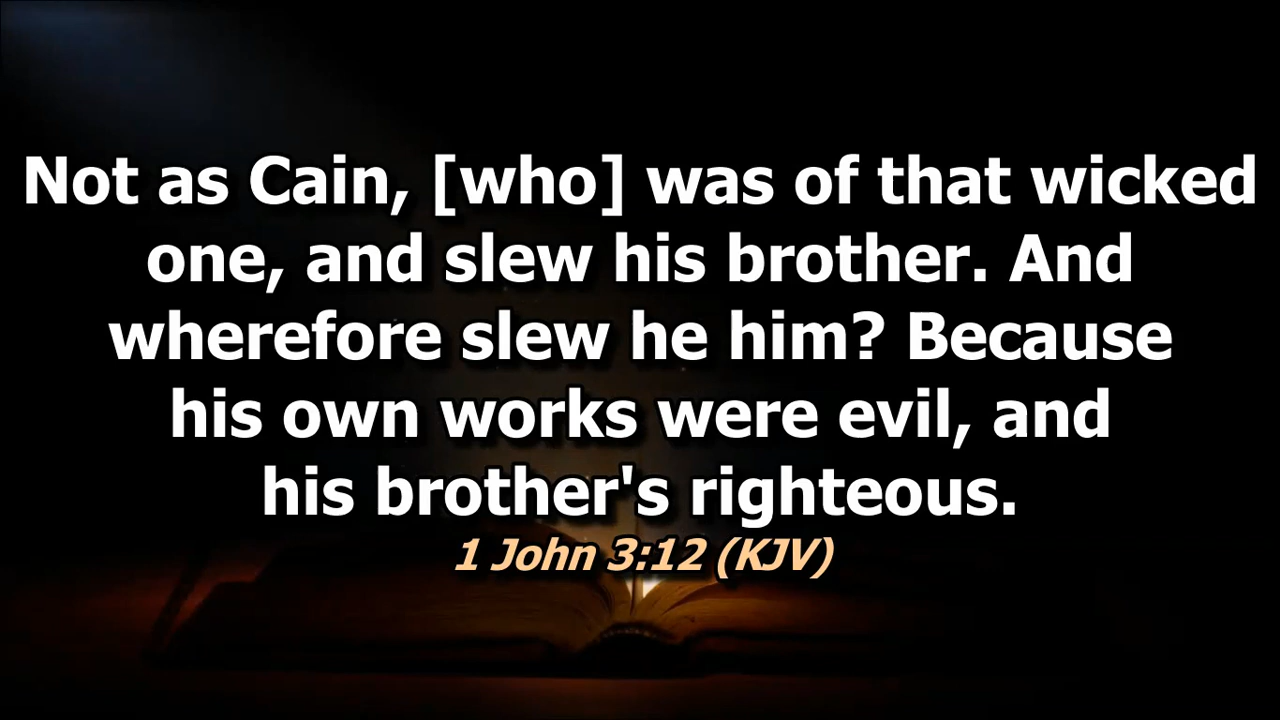 Not as Cain, [who] was of that wicked
one, and slew his brother. And
wherefore slew he him? Because
his own works were evil, and
his brother's righteous.
1 John 3:12 (KJV)